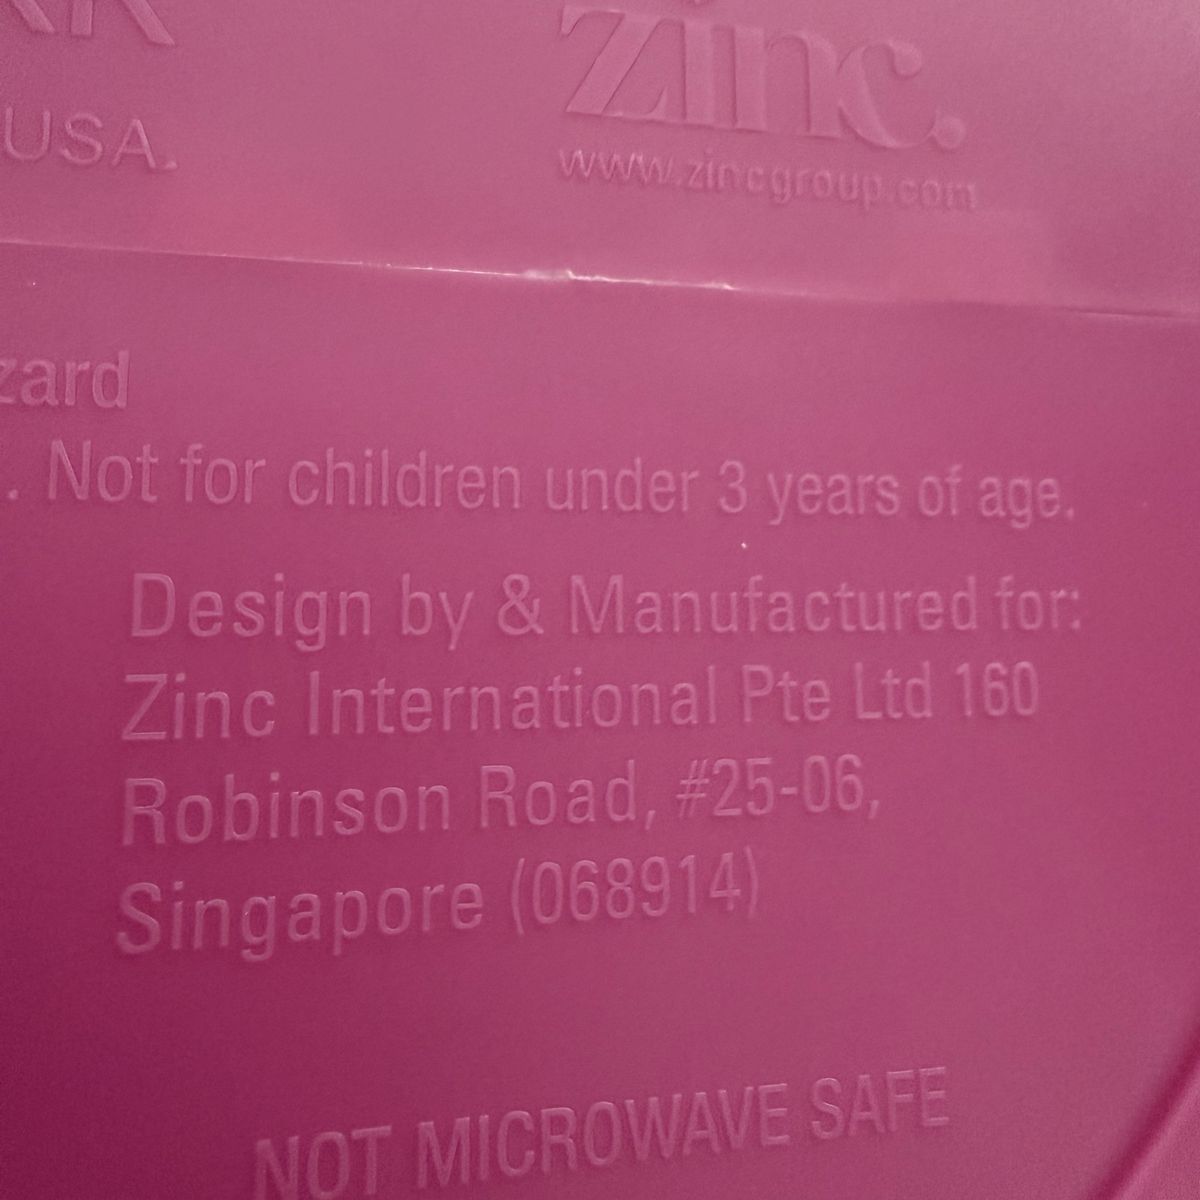 Zinc.
USA.
www.zincgroup.com
. Not for children under 3 years of age.
Design by & Manufactured for:
Zinc International Pte Ltd 160
Robinson Road, #25-06,
Singapore (068914)
NOT MICROWAVE SAFE